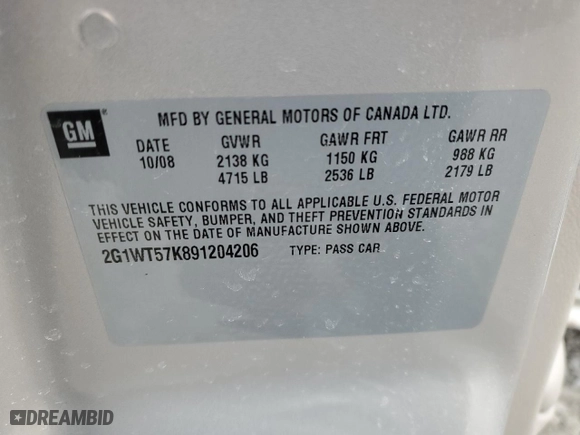 GM
MFD BY GENERAL MOTORS OF CANADA LTD.
DATE GVWR GAWR FRT GAWR RR
10/08 2138 KG 1150 KG 988 KG
4715 LB 2536 LB 2179 LB
THIS VEHICLE CONFORMS TO ALL APPLICABLE U.S. FEDERAL MOTOR
VEHICLE SAFETY, BUMPER, AND THEFT PREVENTION STANDARDS IN
EFFECT ON THE DATE OF MANUFACTURE SHOWN ABOVE.
2G1WT57K891204206 TYPE: PASS CAR
DREAMBID